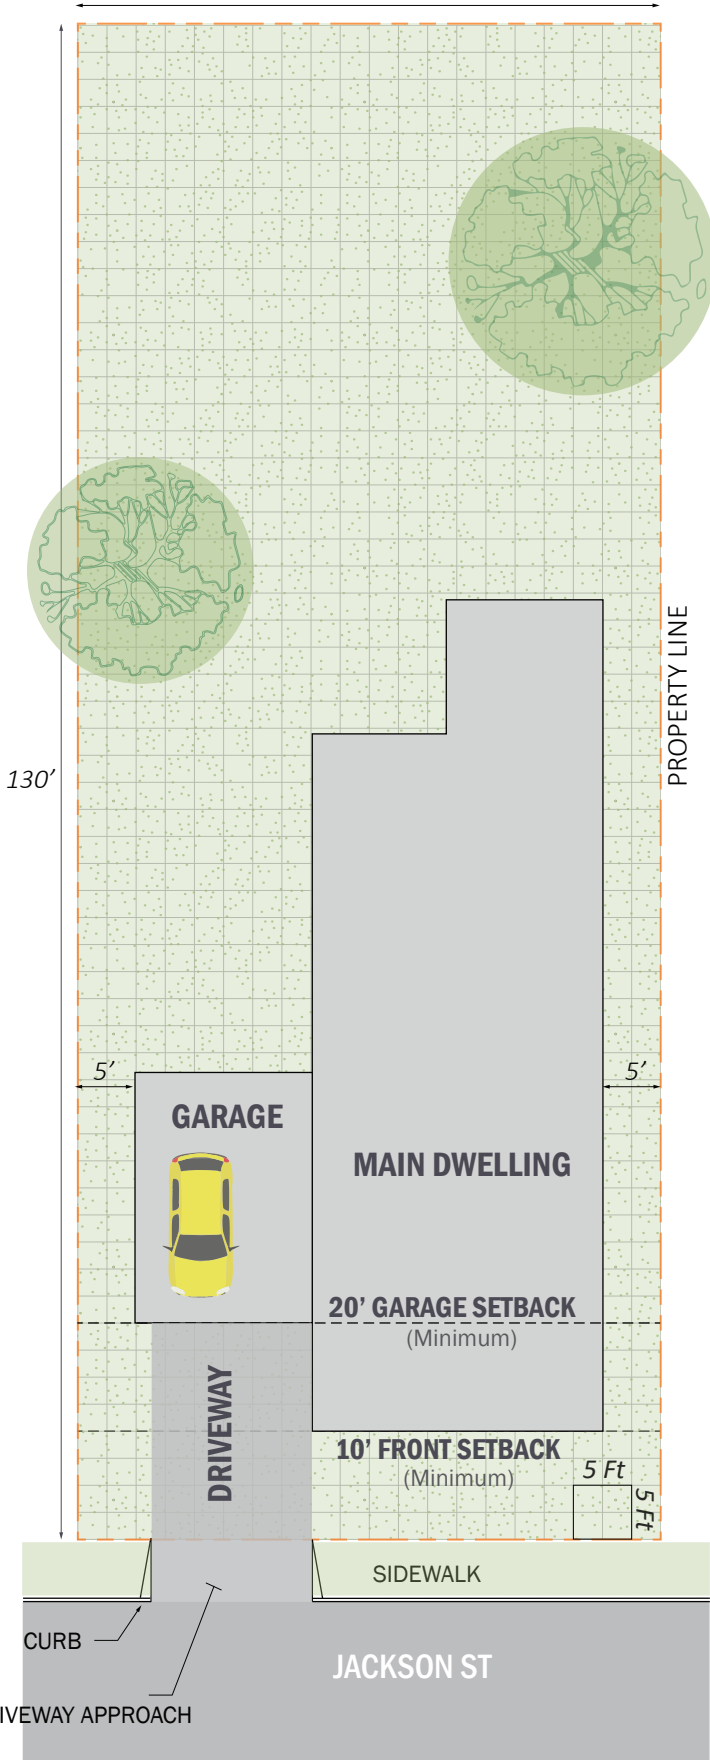 PROPERTY LINE
130’
5’
5’
GARAGE
MAIN DWELLING
20’ GARAGE SETBACK
(Minimum)
DRIVEWAY
10’ FRONT SETBACK
(Minimum)
5 Ft
5 Ft
SIDEWALK
CURB
JACKSON ST
IVEWAY APPROACH